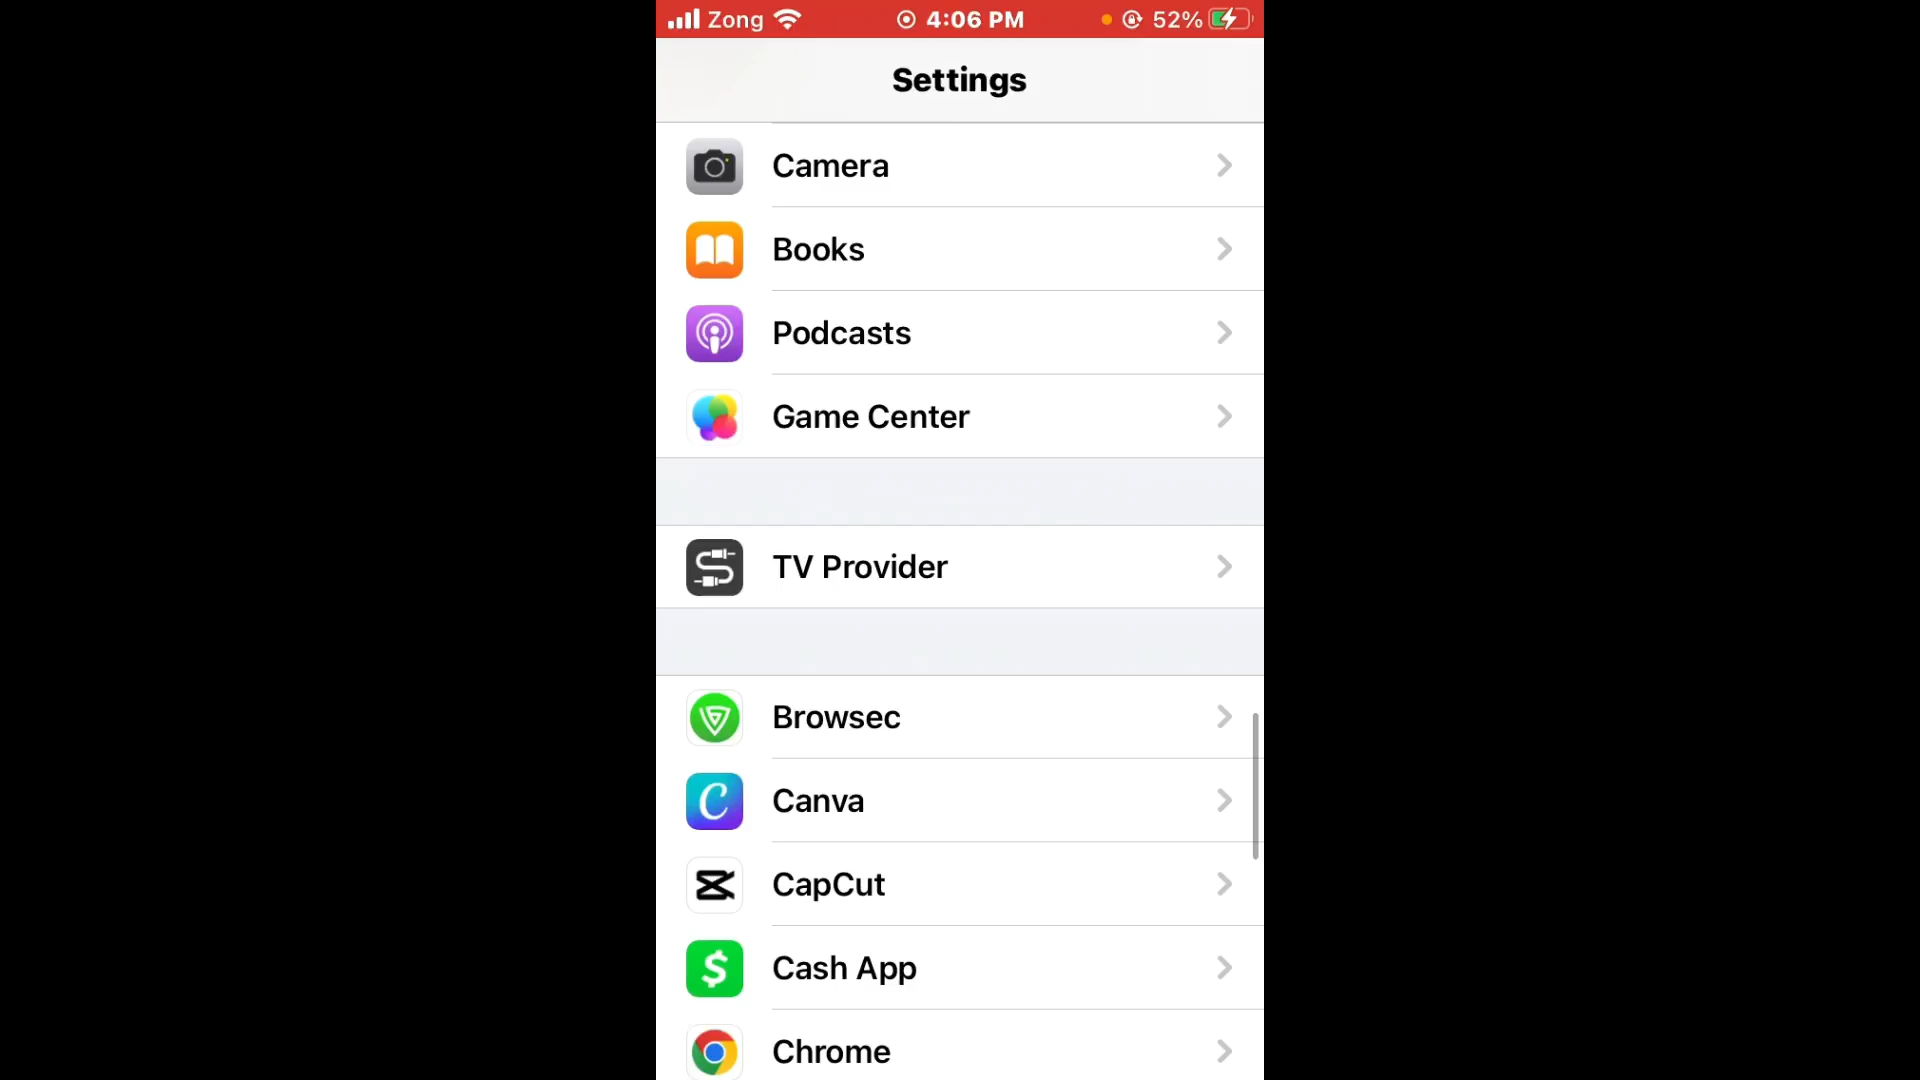 Zong 4:06 PM 52%
Settings
Camera
Books
Podcasts
Game Center
TV Provider
Browsec
Canva
CapCut
Cash App
Chrome